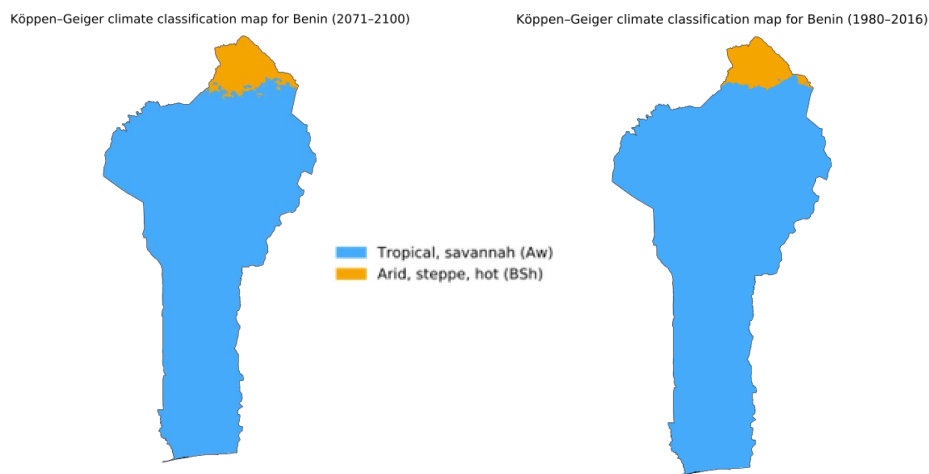 Köppen–Geiger climate classification map for Benin (2071–2100)
Köppen–Geiger climate classification map for Benin (1980–2016)
Tropical, savannah (Aw)
Arid, steppe, hot (BSh)